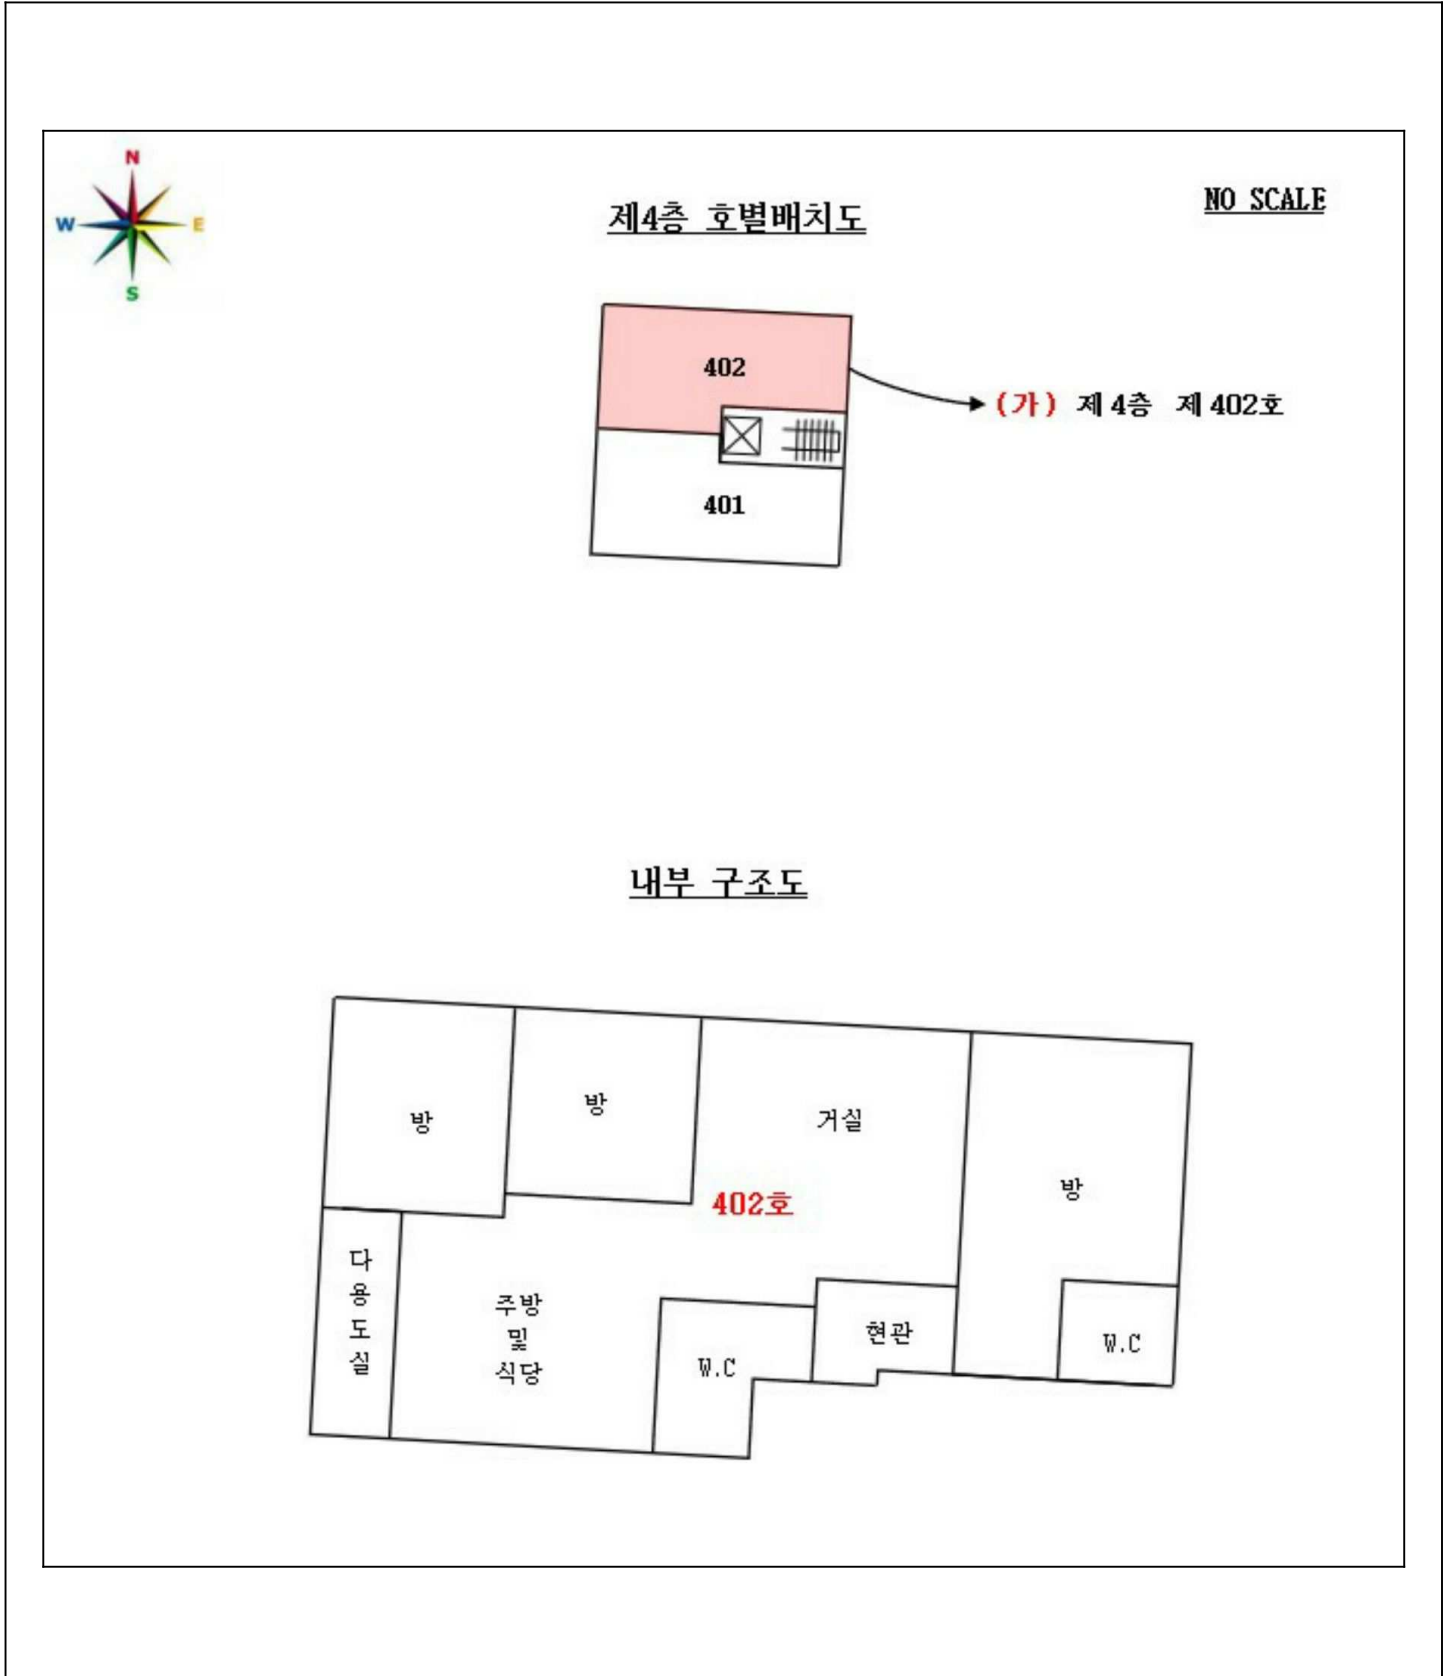 N
W E
S
제4층 호별배치도
NO SCALE
402
(가) 제4층 제402호
401
내부 구조도
방
방
거실
방
402호
다
용
도
실
주방
및
식당
W.C
현관
W.C